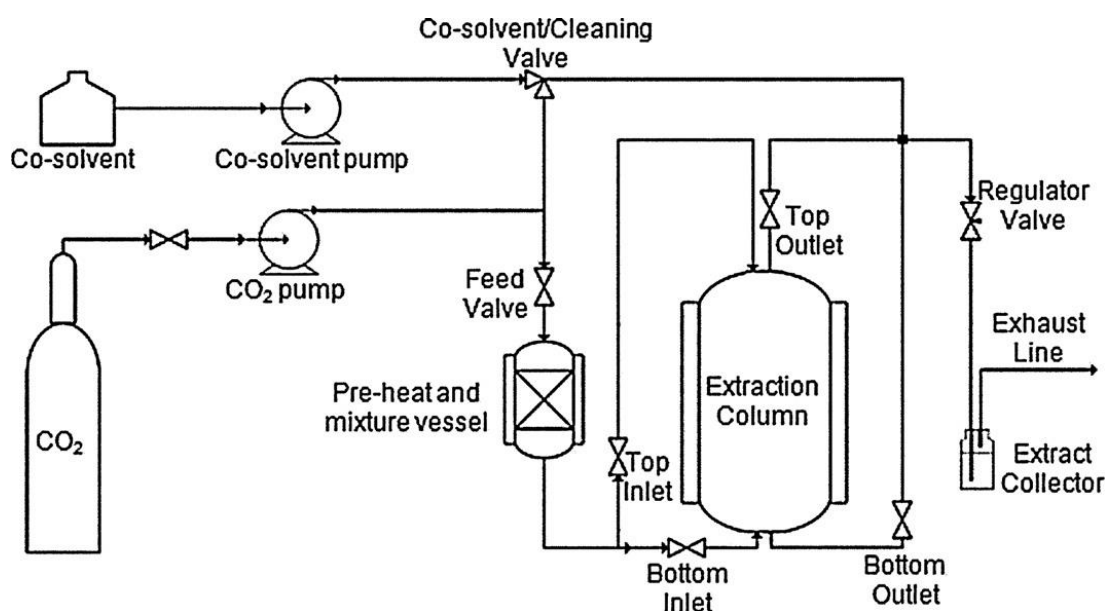 Co-solvent/Cleaning
Valve
Co-solvent
Co-solvent pump
CO₂ pump
CO₂
Feed
Valve
Pre-heat and
mixture vessel
Top
Inlet
Bottom
Inlet
Top
Outlet
Extraction
Column
Bottom
Outlet
Regulator
Valve
Exhaust
Line
Extract
Collector